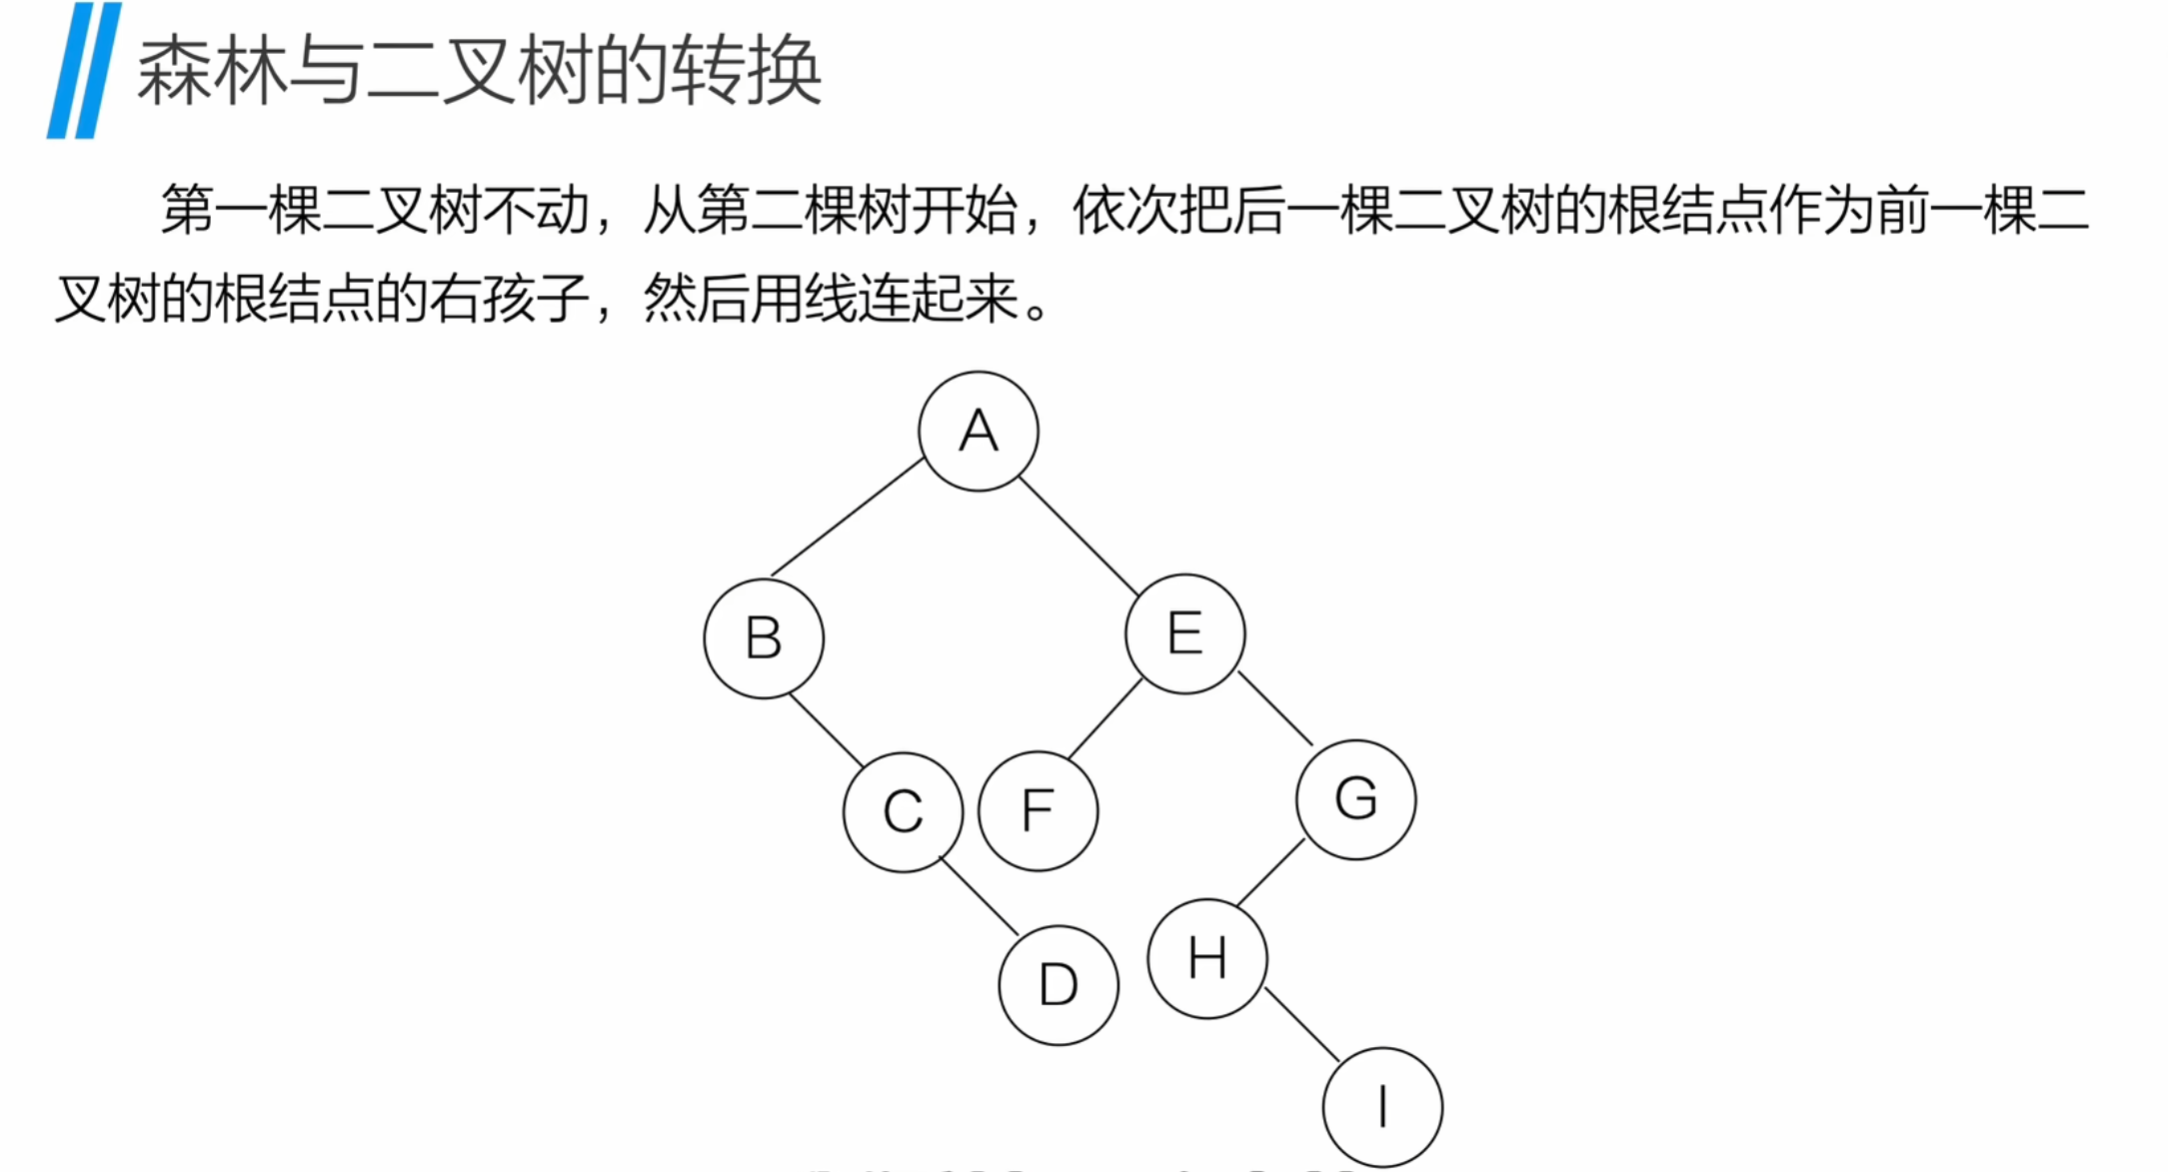 森林与二叉树的转换
第一棵二叉树不动，从第二棵树开始，依次把后一棵二叉树的根结点作为前一棵二
叉树的根结点的右孩子，然后用线连起来。
A
B
E
C
F
G
D
H
I